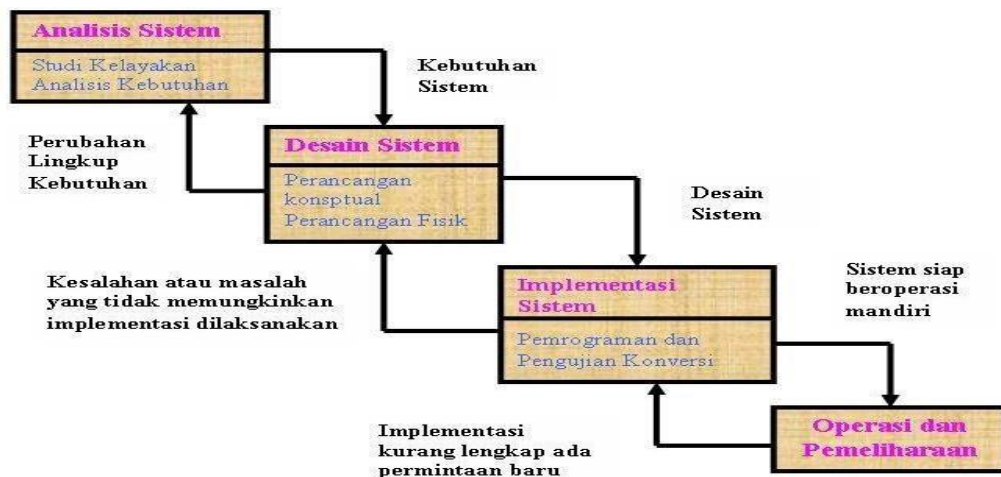 Analisis Sistem
Studi Kelayakan
Analisis Kebutuhan
Kebutuhan
Sistem
Perubahan
Lingkup
Kebutuhan
Desain Sistem
Perancangan
konsptual
Perancangan Fisik
Desain
Sistem
Kesalahan atau masalah
yang tidak memungkinkan
implementasi dilaksanakan
Implementasi
Sistem
Pemrograman dan
Pengujian Konversi
Sistem siap
beroperasi
mandiri
Implementasi
kurang lengkap ada
permintaan baru
Operasi dan
Pemeliharaan